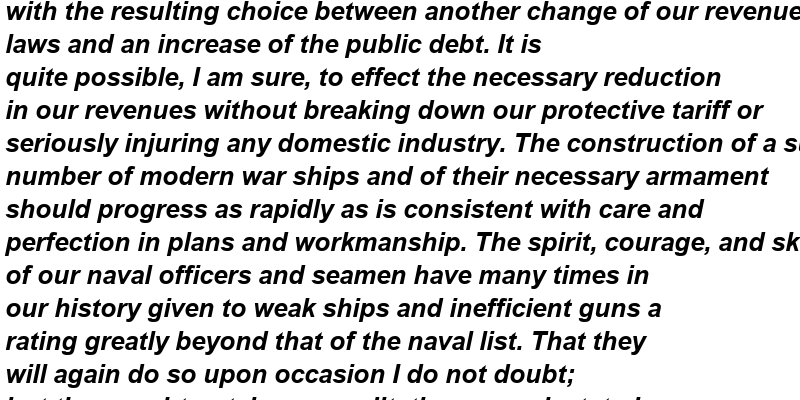 with the resulting choice between another change of our revenue
laws and an increase of the public debt. It is
quite possible, I am sure, to effect the necessary reduction
in our revenues without breaking down our protective tariff or
seriously injuring any domestic industry. The construction of a
number of modern war ships and of their necessary armament
should progress as rapidly as is consistent with care and
perfection in plans and workmanship. The spirit, courage, and
of our naval officers and seamen have many times in
our history given to weak ships and inefficient guns a
rating greatly beyond that of the naval list. That they
will again do so upon occasion I do not doubt;